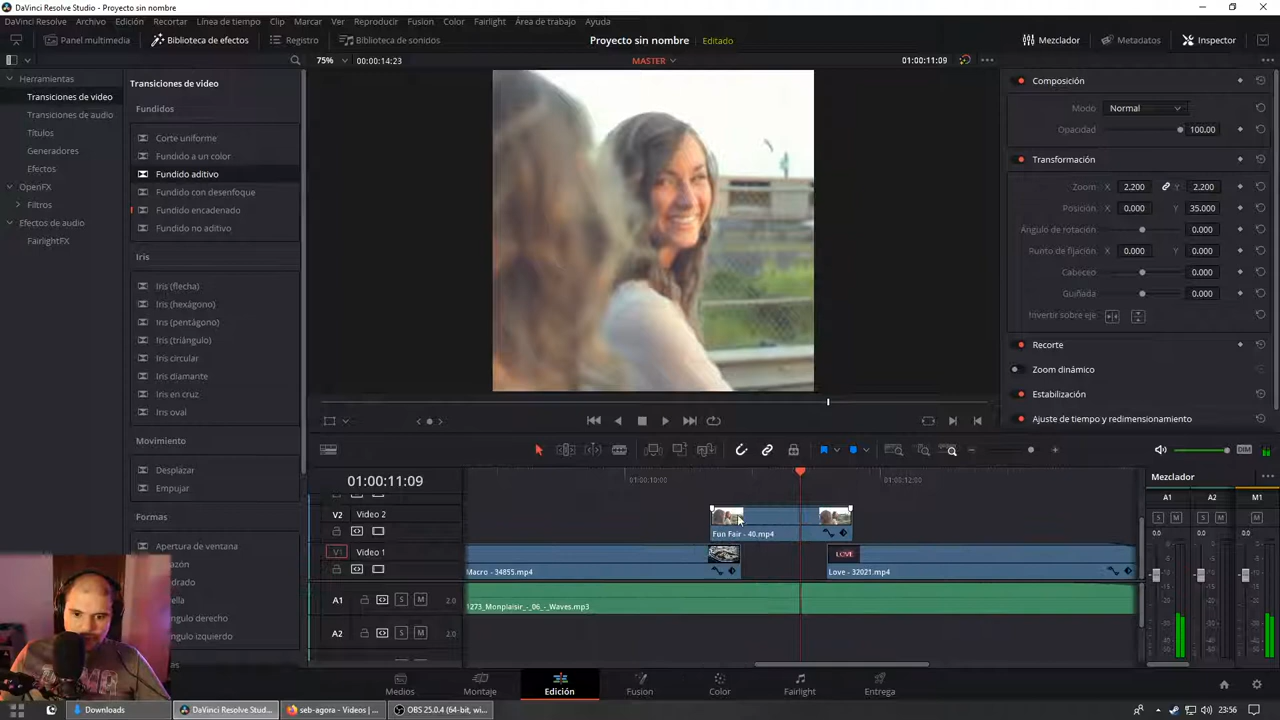 DaVinci Resolve Studio - Proyecto sin nombre
DaVinci Resolve Archivo Editar Recortar Línea de tiempo Clip Marcar Ver Reproducir Fusion Color Fairlight Área de trabajo Ayuda
Panel multimedia Biblioteca de efectos Registro Biblioteca de sonidos Proyecto sin nombre Editado Mezclador Metadatos Inspector
75% 00:00:14:23 MASTER 01:00:11:09
Herramientas
Transiciones de video
Transiciones de audio
Títulos
Generadores
Efectos
OpenFX
Filtros
Efectos de audio
FairlightFX
Transiciones de video
Fundidos
Corte uniforme
Fundido a un color
Fundido aditivo
Fundido con desenfoque
Fundido encadenado
Fundido no aditivo
Iris
Iris (flecha)
Iris (hexágono)
Iris (pentágono)
Iris (triángulo)
Iris circular
Iris diamante
Iris en cruz
Iris oval
Movimiento
Desplazar
Empujar
Formas
Apertura de ventana
Composición
Modo Normal
Opacidad 100.00
Transformación
Zoom X 2.200 Y 2.200
Posición X 0.000 Y 35.000
Ángulo de rotación 0.000
Punto de fijación X 0.000 Y 0.000
Cabeceo 0.000
Guiñada 0.000
Invertir sobre eje
Recorte
Zoom dinámico
Estabilización
Ajuste de tiempo y redimensionamiento
DIM
01:00:11:09
01:00:10:00 01:00:12:00
V2 Video 2
Fun Fair - 40.mp4
V1 Video 1
LOVE
Macro - 34855.mp4 Love - 32021.mp4
A1 S M 2.0
1273_Monplaisir_-_06_-_Waves.mp3
A2 S M 2.0
Mezclador
A1 A2 M1
S M S M M
0.0 0.0 0.0
Medios Montaje Edición Fusion Color Fairlight Entrega
Downloads DaVinci Resolve Stud... seb-agora - Videos | ... OBS 25.0.4 (64-bit, wi... 23:56